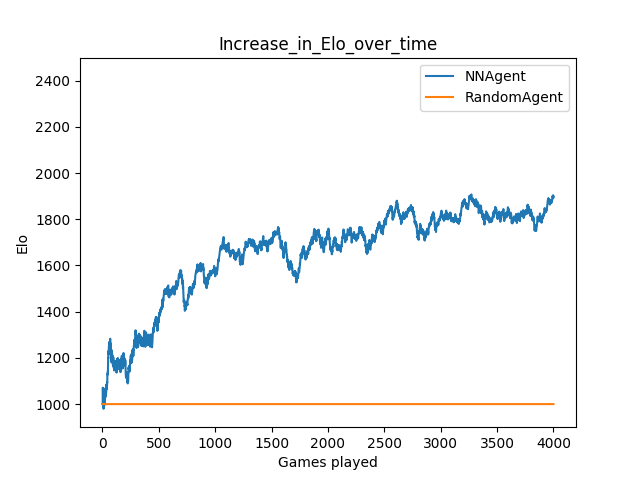 Increase_in_Elo_over_time
NNAgent
RandomAgent
2400
2200
2000
1800
1600
1400
1200
1000
Elo
0 500 1000 1500 2000 2500 3000 3500 4000
Games played